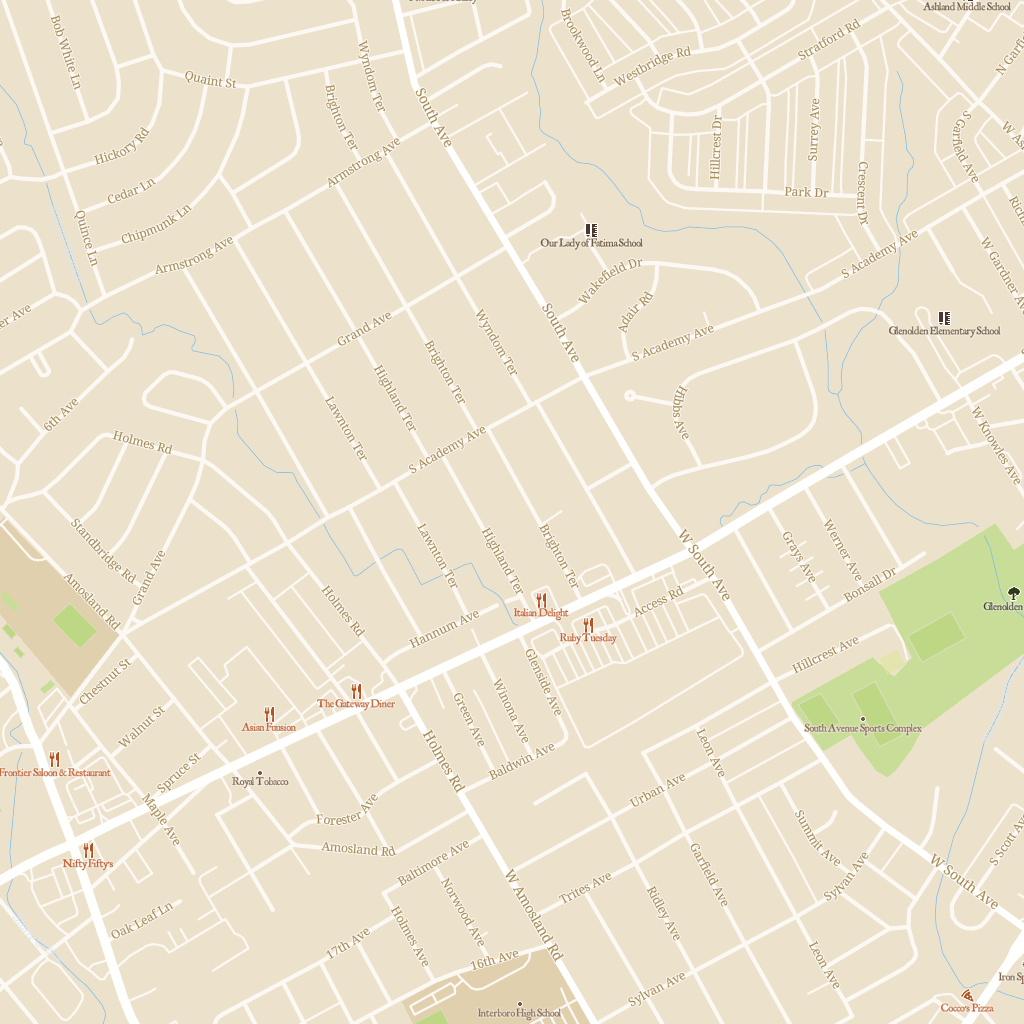 Ashland Middle School
Bob White Ln
Brookwood Ln
Westbridge Rd
Stratford Rd
N Garfi
Wyndom Ter
Quaint St
Brighton Ter
South Ave
Hickory Rd
Armstrong Ave
Hillcrest Dr
Surrey Ave
Crescent Dr
S Garfield Ave
W As
Cedar Ln
Chipmunk Ln
Quince Ln
Park Dr
Rich
Armstrong Ave
Our Lady of Fatima School
Wakefield Dr
S Academy Ave
W Gardner Ave
er Ave
Grand Ave
Wyndom Ter
South Ave
Adair Rd
S Academy Ave
Glenolden Elementary School
Brighton Ter
Highland Ter
6th Ave
Lawnton Ter
Hibbs Ave
W Knowles Ave
Holmes Rd
S Academy Ave
Standbridge Rd
Grand Ave
Amosland Rd
Lawnton Ter
Highland Ter
Brighton Ter
W South Ave
Grays Ave
Werner Ave
Bonsall Dr
Glenolden
Holmes Rd
Hannum Ave
Italian Delight
Access Rd
Ruby Tuesday
Hillcrest Ave
Chestnut St
Glenside Ave
Winona Ave
Green Ave
The Gateway Diner
Walnut St
Asian Fuusion
South Avenue Sports Complex
Holmes Rd
Baldwin Ave
Leon Ave
Frontier Saloon & Restaurant
Spruce St
Royal Tobacco
Urban Ave
Maple Ave
Forester Ave
Amosland Rd
Summit Ave
S Scott Ave
Nifty Fifty's
Baltimore Ave
Trites Ave
Garfield Ave
Sylvan Ave
W South Ave
W Amosland Rd
Norwood Ave
Holmes Ave
Ridley Ave
Oak Leaf Ln
17th Ave
16th Ave
Leon Ave
Sylvan Ave
Iron Sp
Interboro High School
Cocco's Pizza